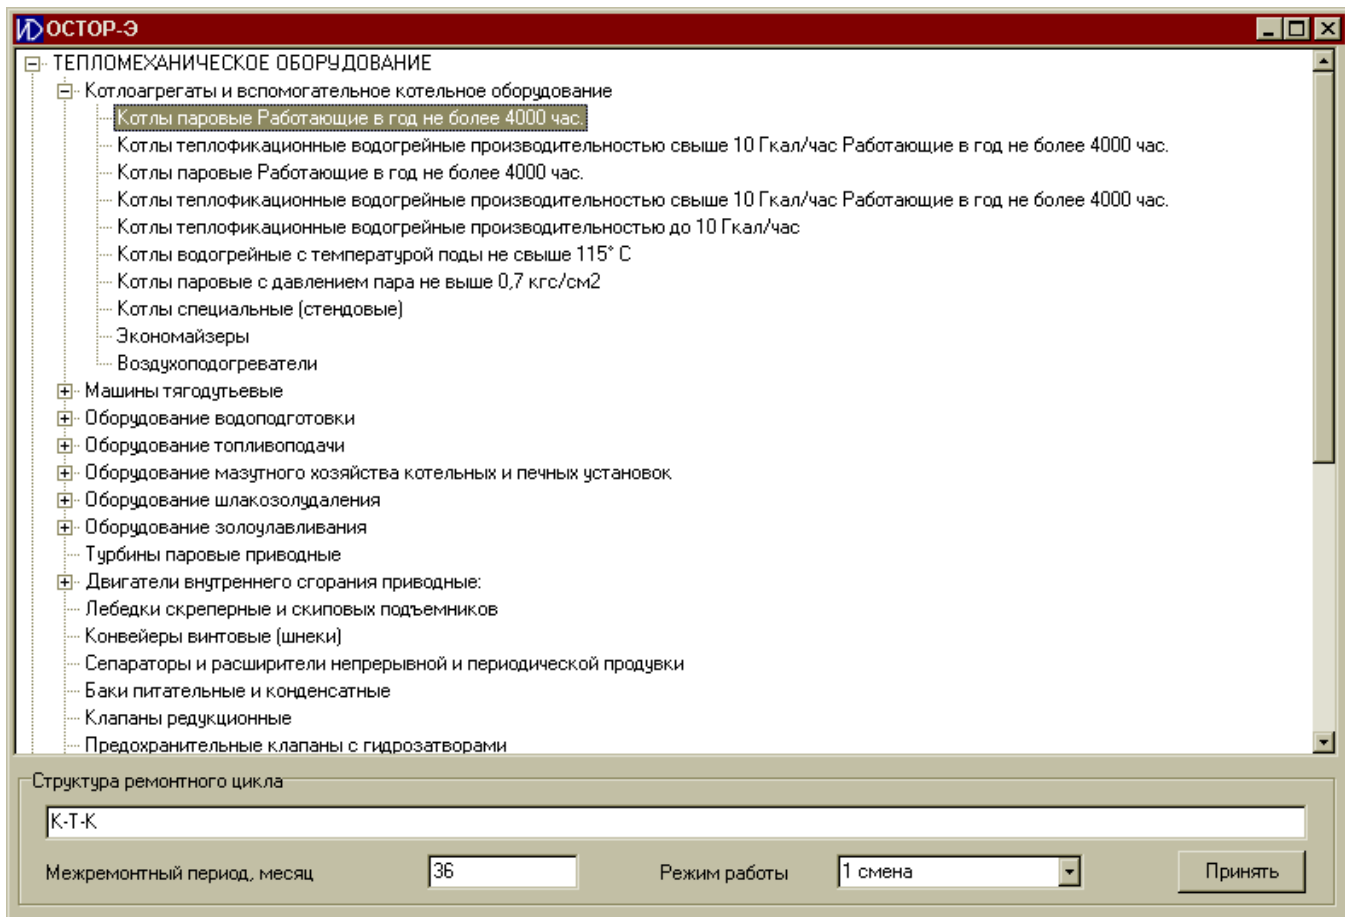 ОСТОР-Э
ТЕПЛОМЕХАНИЧЕСКОЕ ОБОРУДОВАНИЕ
Котлоагрегаты и вспомогательное котельное оборудование
Котлы паровые Работающие в год не более 4000 час.
Котлы теплофикационные водогрейные производительностью свыше 10 Гкал/час Работающие в год не более 4000 час.
Котлы паровые Работающие в год не более 4000 час.
Котлы теплофикационные водогрейные производительностью свыше 10 Гкал/час Работающие в год не более 4000 час.
Котлы теплофикационные водогрейные производительностью до 10 Гкал/час
Котлы водогрейные с температурой поды не свыше 115° С
Котлы паровые с давлением пара не выше 0,7 кгс/см2
Котлы специальные (стендовые)
Экономайзеры
Воздухоподогреватели
Машины тягодутьевые
Оборудование водоподготовки
Оборудование топливоподачи
Оборудование мазутного хозяйства котельных и печных установок
Оборудование шлакозолудаления
Оборудование золоулавливания
Турбины паровые приводные
Двигатели внутреннего сгорания приводные:
Лебедки скреперные и скиповых подъемников
Конвейеры винтовые (шнеки)
Сепараторы и расширители непрерывной и периодической продувки
Баки питательные и конденсатные
Клапаны редукционные
Предохранительные клапаны с гидрозатворами
Структура ремонтного цикла
К-Т-К
Межремонтный период, месяц 36 Режим работы 1 смена Принять